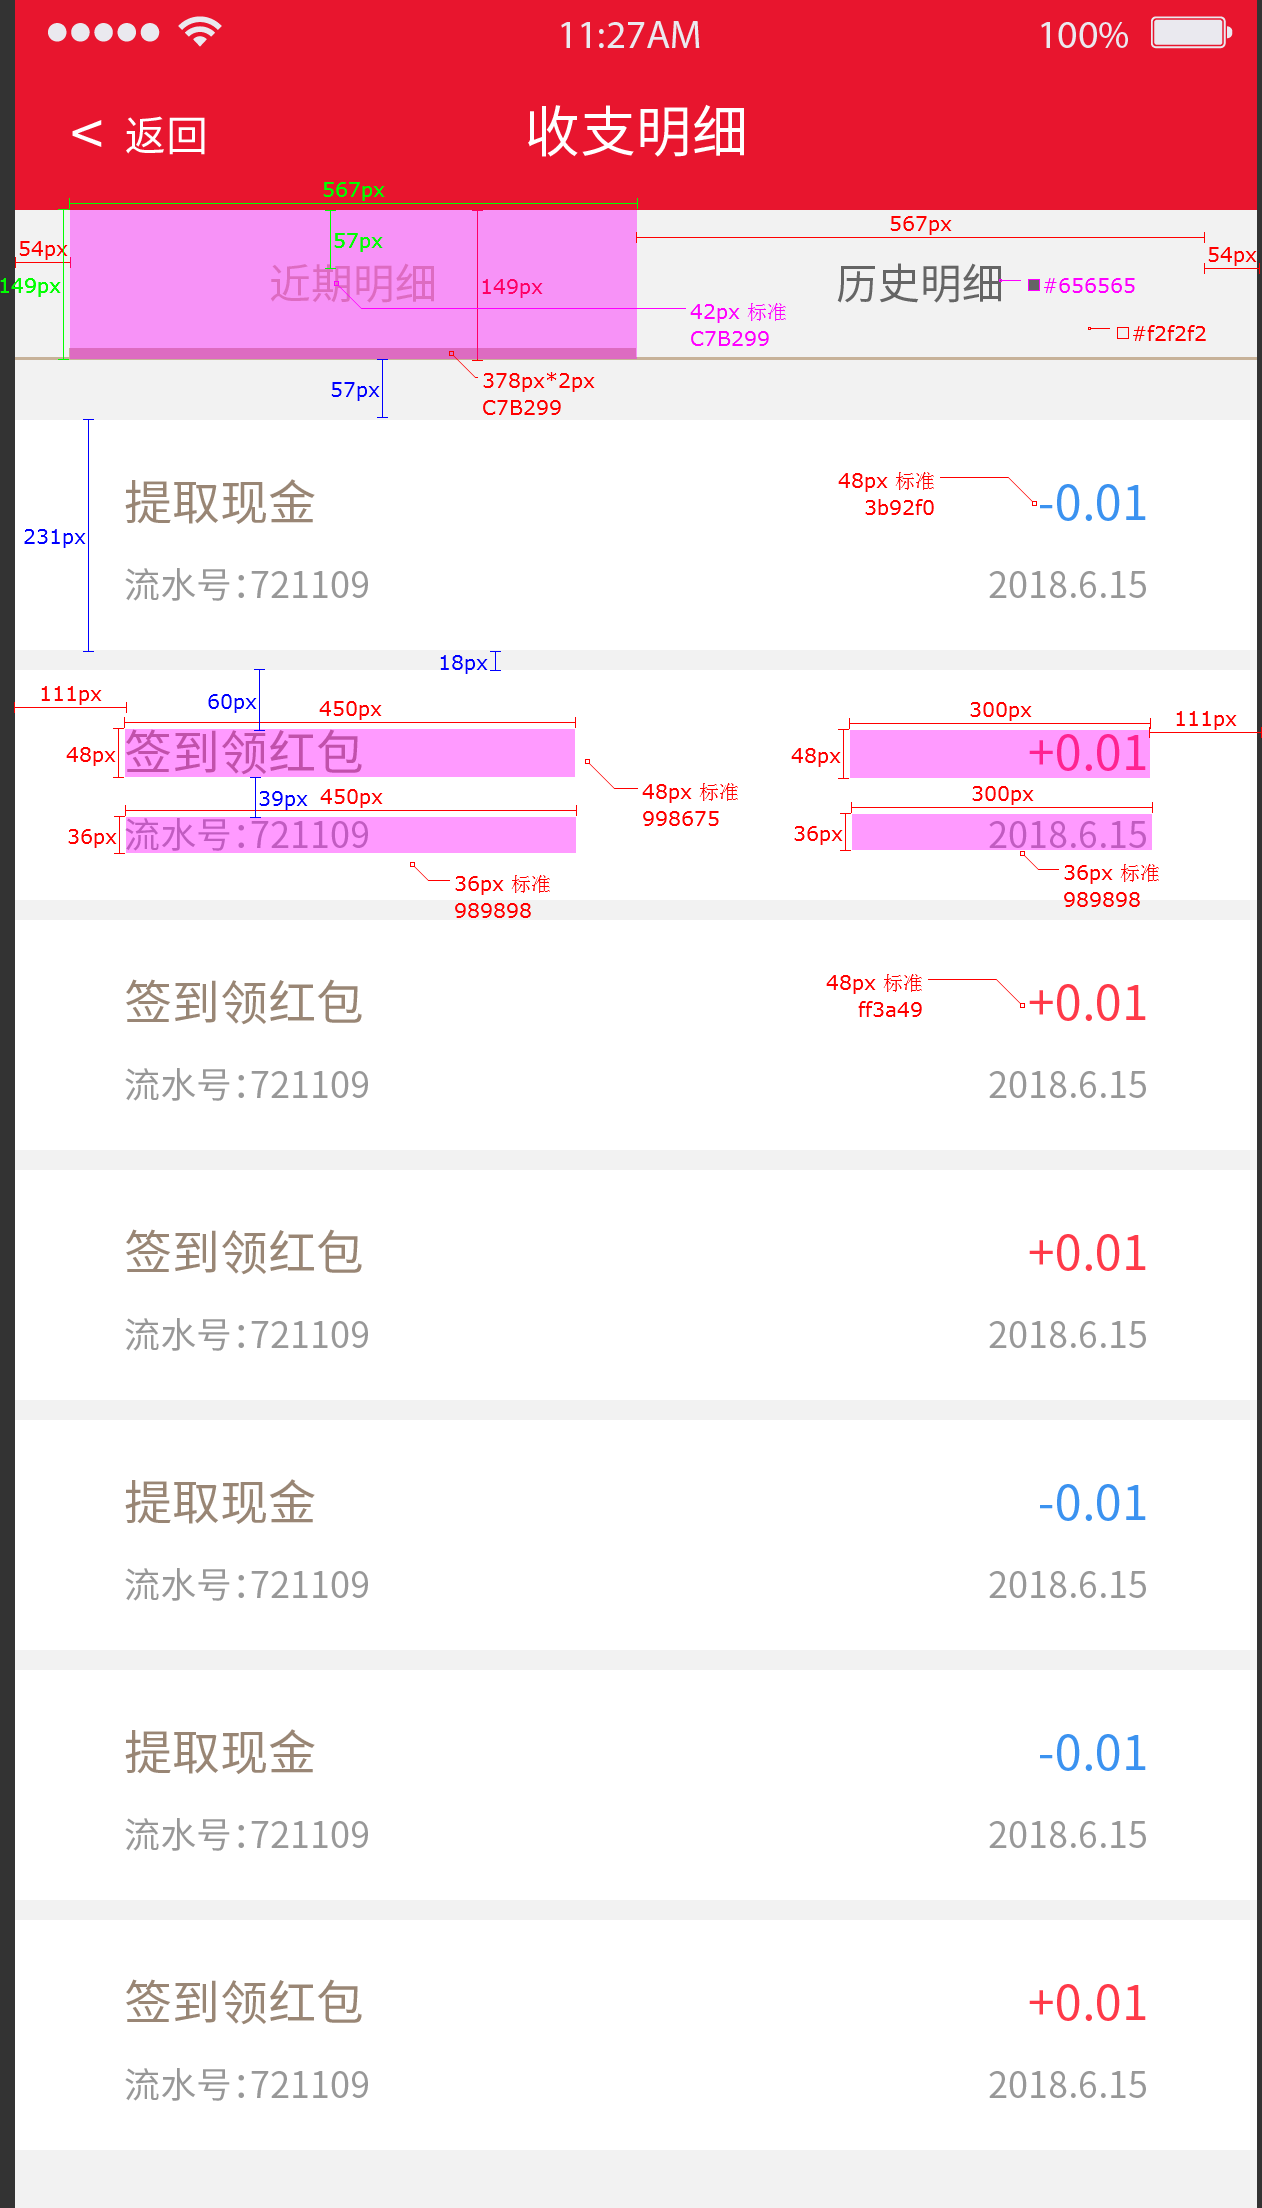 11:27AM 100%
< 返回 收支明细
567px
567px
54px 57px 54px
149px 近期明细 149px 历史明细 #656565
42px 标准
C7B299
#f2f2f2
378px*2px
C7B299
57px
提取现金 48px 标准
3b92f0 -0.01
231px
流水号:721109 2018.6.15
18px
111px 60px 450px 300px 111px
48px 签到领红包 48px +0.01
48px 标准
998675
39px 450px 300px
36px 流水号:721109 36px 2018.6.15
36px 标准
989898
36px 标准
989898
签到领红包 48px 标准
ff3a49 +0.01
流水号:721109 2018.6.15
签到领红包 +0.01
流水号:721109 2018.6.15
提取现金 -0.01
流水号:721109 2018.6.15
提取现金 -0.01
流水号:721109 2018.6.15
签到领红包 +0.01
流水号:721109 2018.6.15